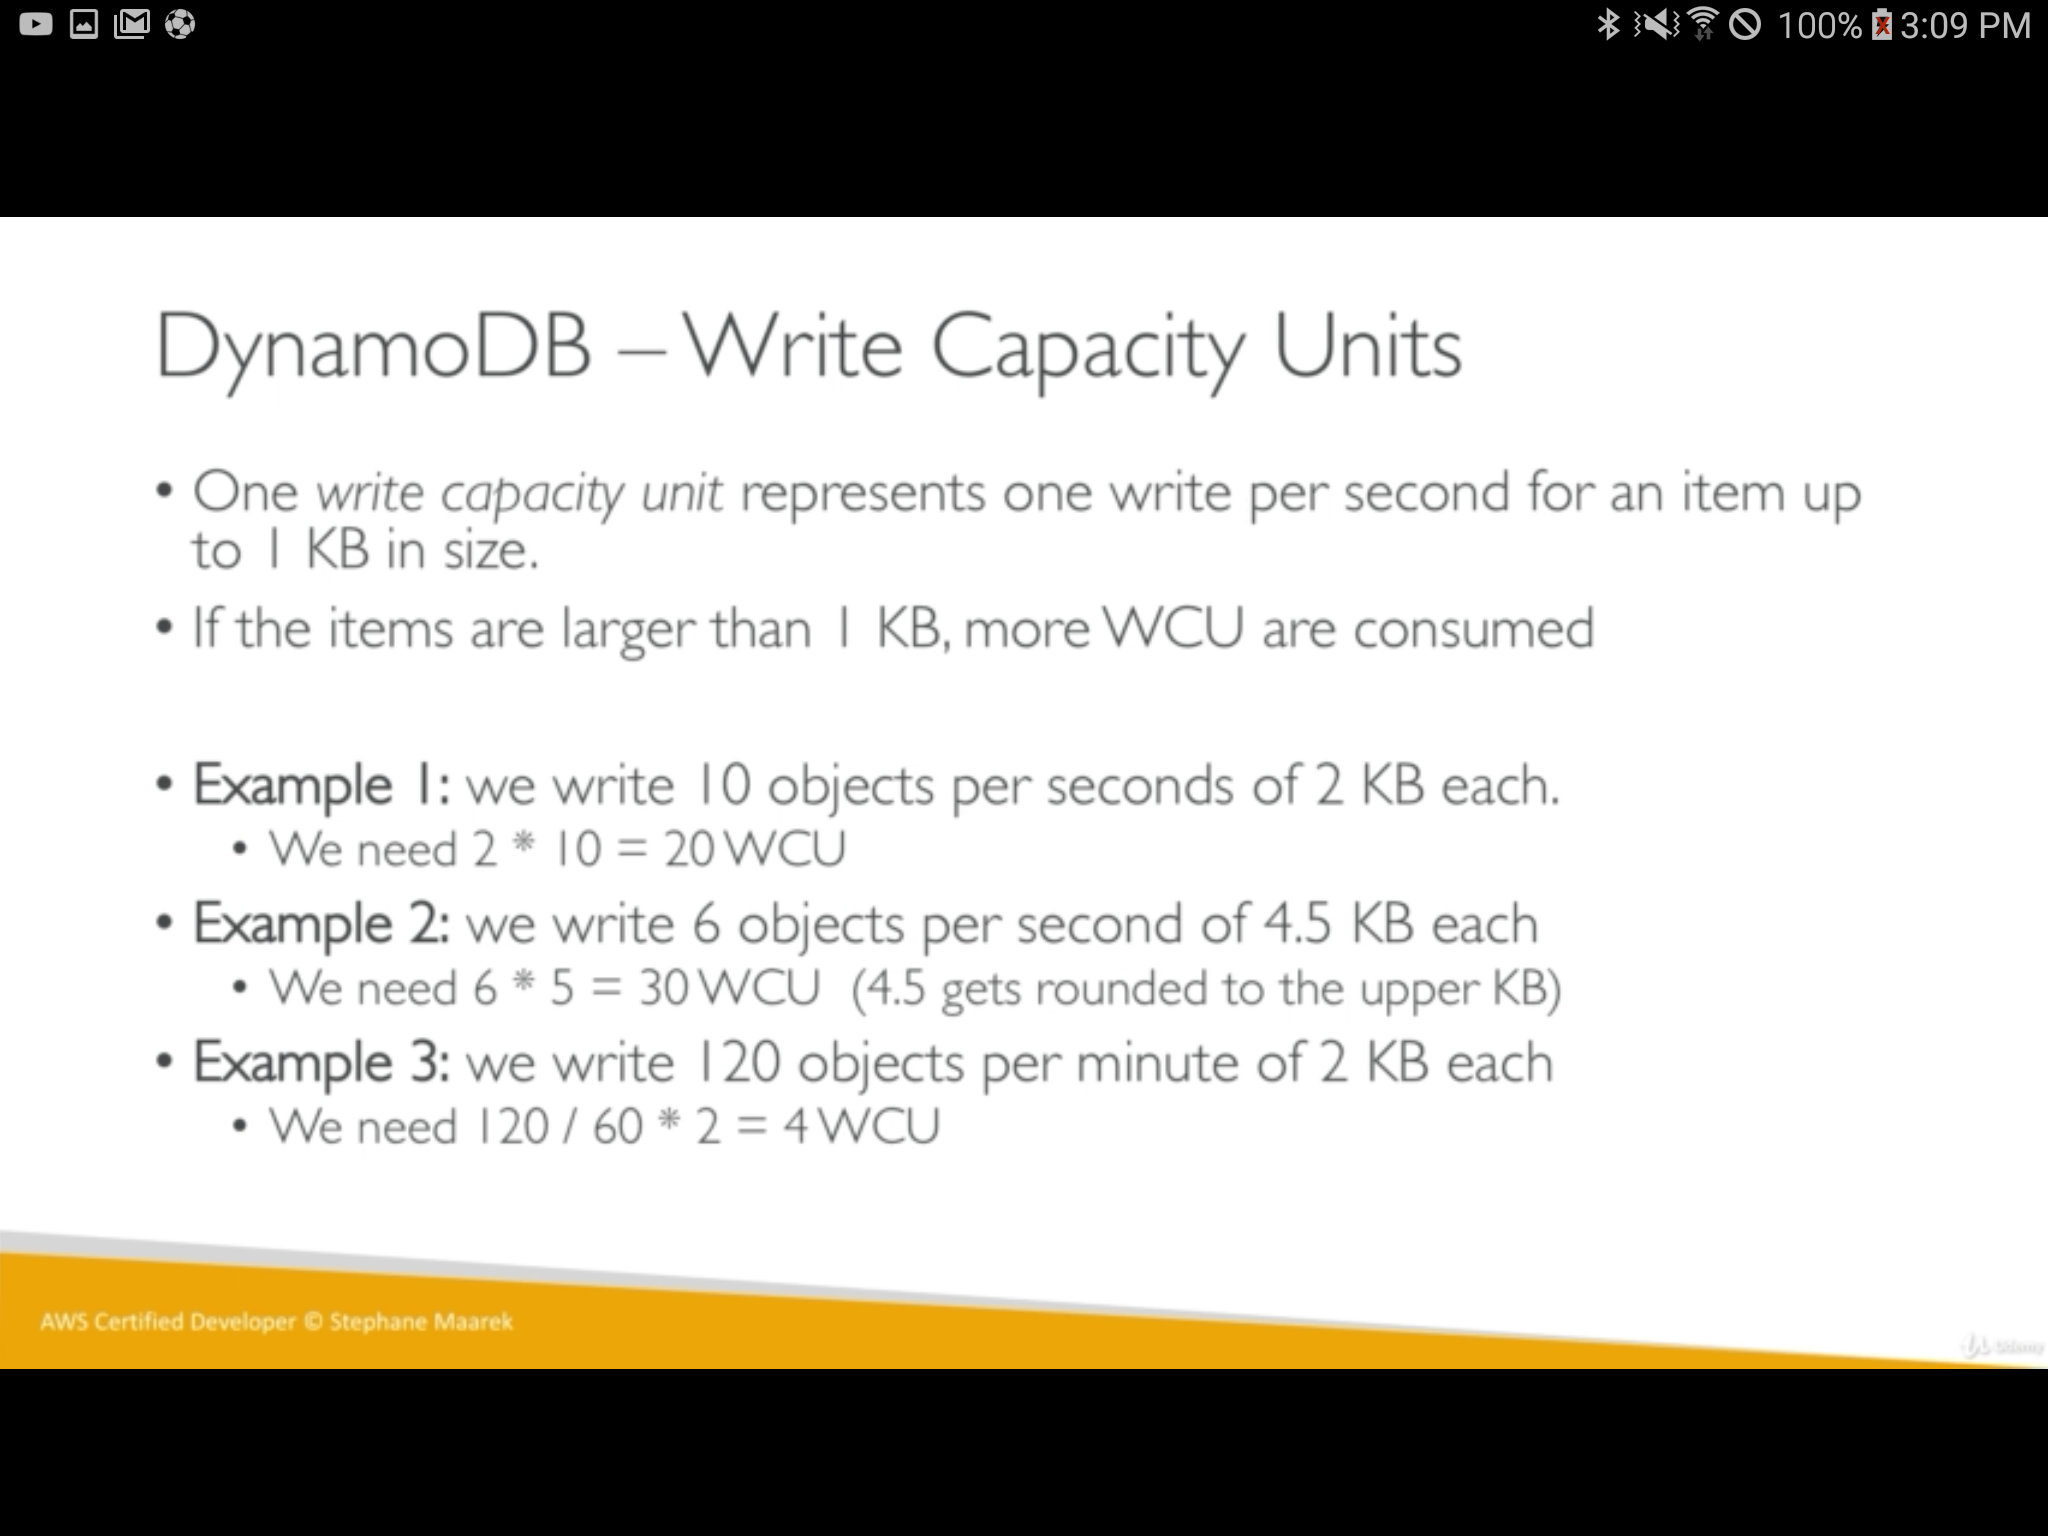 100% 3:09 PM
DynamoDB – Write Capacity Units
• One write capacity unit represents one write per second for an item up
to 1 KB in size.
• If the items are larger than 1 KB, more WCU are consumed
• Example 1: we write 10 objects per seconds of 2 KB each.
• We need 2 * 10 = 20 WCU
• Example 2: we write 6 objects per second of 4.5 KB each
• We need 6 * 5 = 30 WCU (4.5 gets rounded to the upper KB)
• Example 3: we write 120 objects per minute of 2 KB each
• We need 120 / 60 * 2 = 4 WCU
AWS Certified Developer © Stephane Maarek
Udemy